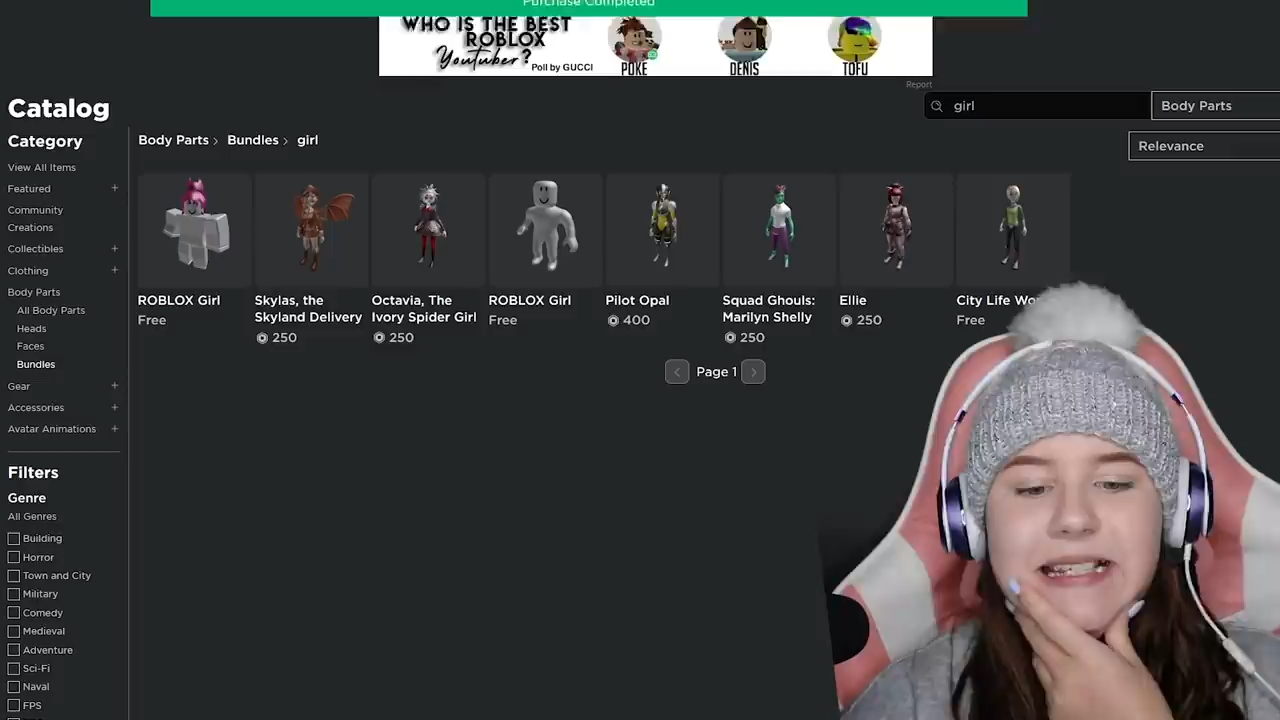 Purchase Completed
WHO IS THE BEST
ROBLOX
Youtuber?
Poll by GUCCI
POKE
DENIS
TOFU
Report
Catalog
girl
Body Parts
Category
Body Parts > Bundles > girl
Relevance
View All Items
Featured +
Community
Creations
Collectibles +
Clothing +
Body Parts
All Body Parts
Heads
Faces
Bundles
Gear +
Accessories +
Avatar Animations +
ROBLOX Girl
Free
Skylas, the
Skyland Delivery
250
Octavia, The
Ivory Spider Girl
250
ROBLOX Girl
Free
Pilot Opal
400
Squad Ghouls:
Marilyn Shelly
250
Ellie
250
City Life
Free
< Page 1 >
Filters
Genre
All Genres
Building
Horror
Town and City
Military
Comedy
Medieval
Adventure
Sci-Fi
Naval
FPS